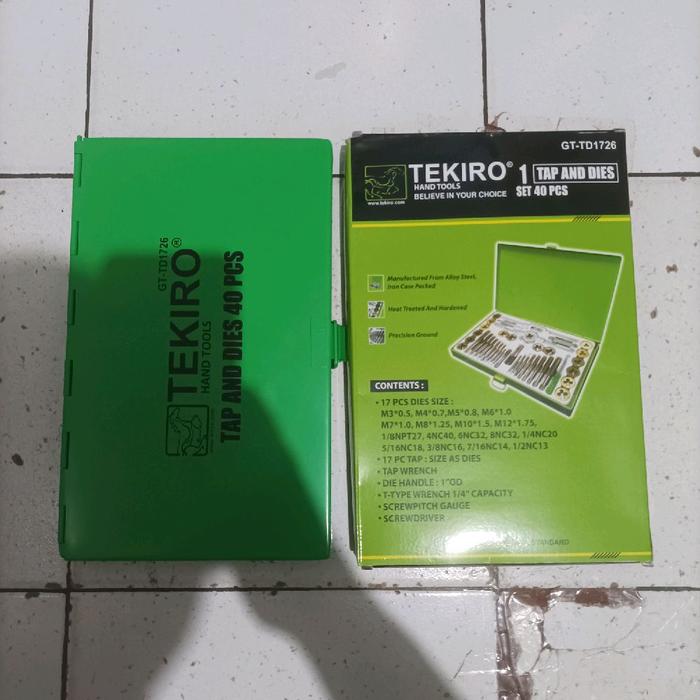 GT-TD1726
TEKIRO®
HAND TOOLS
TAP AND DIES 40 PCS
GT-TD1726
TEKIRO®
HAND TOOLS
BELIEVE IN YOUR CHOICE
www.tekiro.com
1 TAP AND DIES
SET 40 PCS
Manufactured From Alloy Steel,
Iron Case Packed
Heat Treated And Hardened
Precision Ground
CONTENTS :
• 17 PCS DIES SIZE :
M3*0.5, M4*0.7,M5*0.8, M6*1.0
M7*1.0, M8*1.25, M10*1.5, M12*1.75,
1/8NPT27, 4NC40, 6NC32, 8NC32, 1/4NC20
5/16NC18, 3/8NC16, 7/16NC14, 1/2NC13
• 17 PC TAP : SIZE AS DIES
• TAP WRENCH
• DIE HANDLE : 1"OD
• T-TYPE WRENCH 1/4" CAPACITY
• SCREWPITCH GAUGE
• SCREWDRIVER
STANDARD